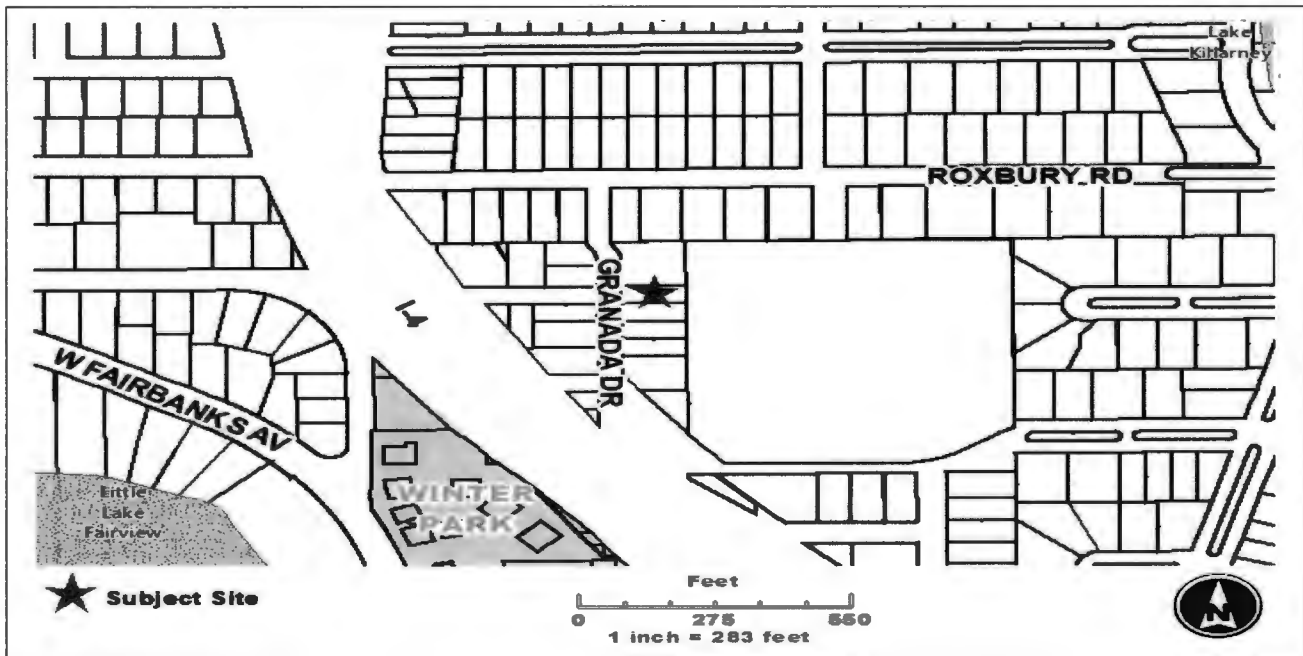 Lake
Killarney
ROXBURY RD
GRANADA DR
I-4
W FAIRBANKS AV
WINTER
PARK
Little
Lake
Fairview
Subject Site
Feet
0 275 550
1 inch = 283 feet
N